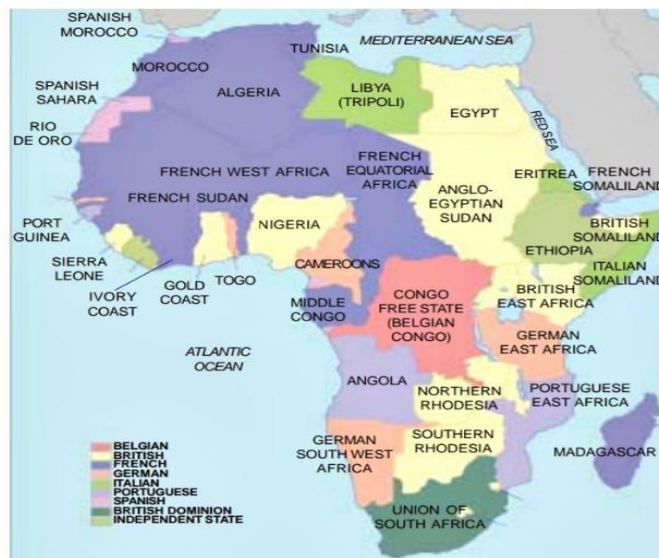 SPANISH
MOROCCO
MEDITERRANEAN SEA
TUNISIA
MOROCCO
ALGERIA
LIBYA
(TRIPOLI)
EGYPT
SPANISH
SAHARA
RIO
DE ORO
RED SEA
FRENCH WEST AFRICA
FRENCH
EQUATORIAL
AFRICA
FRENCH SUDAN
ANGLO-
EGYPTIAN
SUDAN
ERITREA
FRENCH
SOMALILAND
PORT
GUINEA
NIGERIA
BRITISH
SOMALILAND
ETHIOPIA
SIERRA
LEONE
IVORY
COAST
GOLD
COAST
TOGO
CAMEROONS
ITALIAN
SOMALILAND
MIDDLE
CONGO
CONGO
FREE STATE
(BELGIAN
CONGO)
BRITISH
EAST AFRICA
GERMAN
EAST AFRICA
ATLANTIC
OCEAN
ANGOLA
NORTHERN
RHODESIA
PORTUGUESE
EAST AFRICA
GERMAN
SOUTH WEST
AFRICA
SOUTHERN
RHODESIA
MADAGASCAR
UNION OF
SOUTH AFRICA
BELGIAN
BRITISH
FRENCH
GERMAN
ITALIAN
PORTUGUESE
SPANISH
BRITISH DOMINION
INDEPENDENT STATE